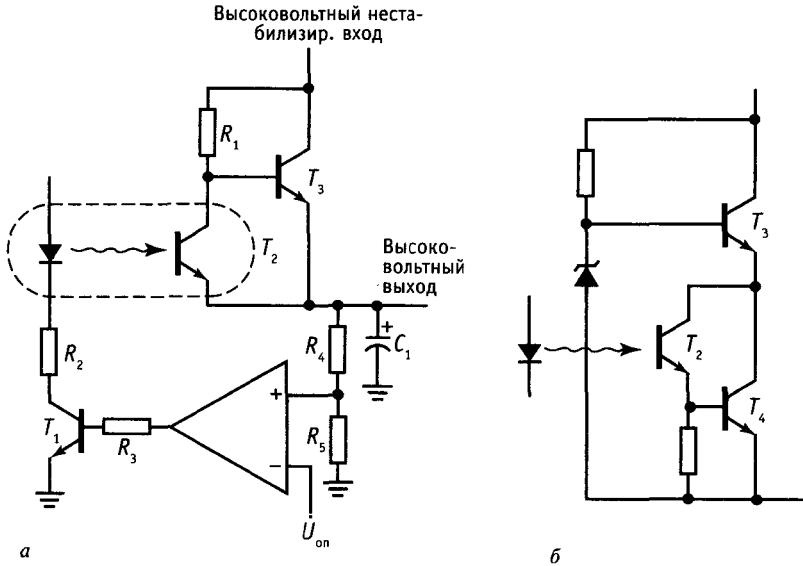 Высоковольтный неста-
билизир. вход
R₁
T₃
T₂
Высоко-
вольтный
выход
R₂
R₄
+
C₁
T₁
R₃
+
R₅
−
Uоп
а
T₃
T₂
T₄
б